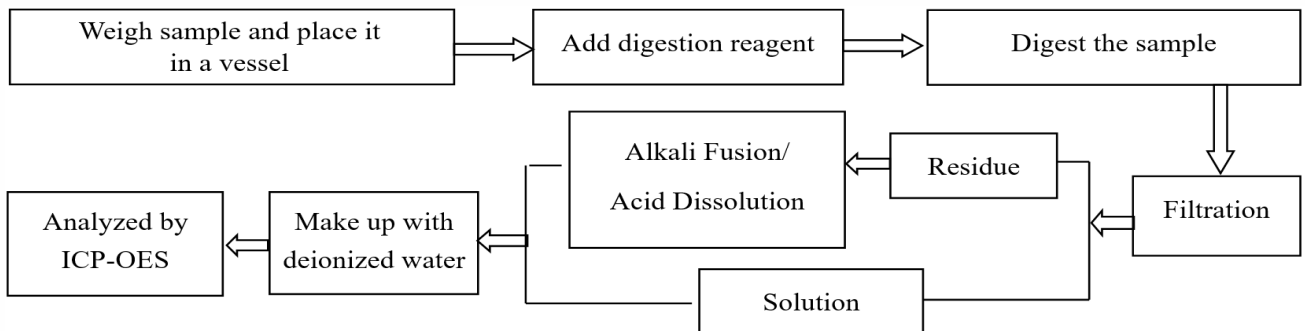 Weigh sample and place it
in a vessel
Add digestion reagent
Digest the sample
Filtration
Residue
Alkali Fusion/
Acid Dissolution
Solution
Make up with
deionized water
Analyzed by
ICP-OES